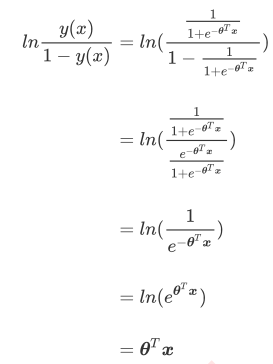 ln y(x)/(1 − y(x)) = ln( (1/(1+e^{−θ^T x})) / (1 − 1/(1+e^{−θ^T x})) )
= ln( (1/(1+e^{−θ^T x})) / (e^{−θ^T x}/(1+e^{−θ^T x})) )
= ln( 1/e^{−θ^T x} )
= ln(e^{θ^T x})
= θ^T x